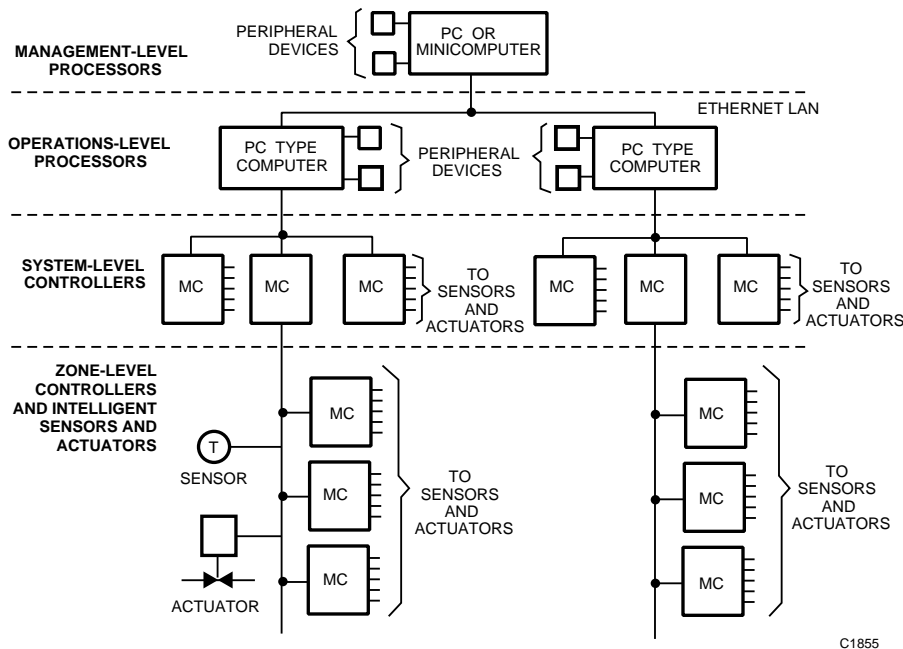 PERIPHERAL
DEVICES
PC OR
MINICOMPUTER
MANAGEMENT-LEVEL
PROCESSORS
ETHERNET LAN
OPERATIONS-LEVEL
PROCESSORS
PC TYPE
COMPUTER
PERIPHERAL
DEVICES
PC TYPE
COMPUTER
SYSTEM-LEVEL
CONTROLLERS
MC
MC
MC
TO
SENSORS
AND
ACTUATORS
MC
MC
MC
TO
SENSORS
AND
ACTUATORS
ZONE-LEVEL
CONTROLLERS
AND INTELLIGENT
SENSORS AND
ACTUATORS
T
SENSOR
ACTUATOR
MC
MC
MC
TO
SENSORS
AND
ACTUATORS
MC
MC
MC
TO
SENSORS
AND
ACTUATORS
C1855